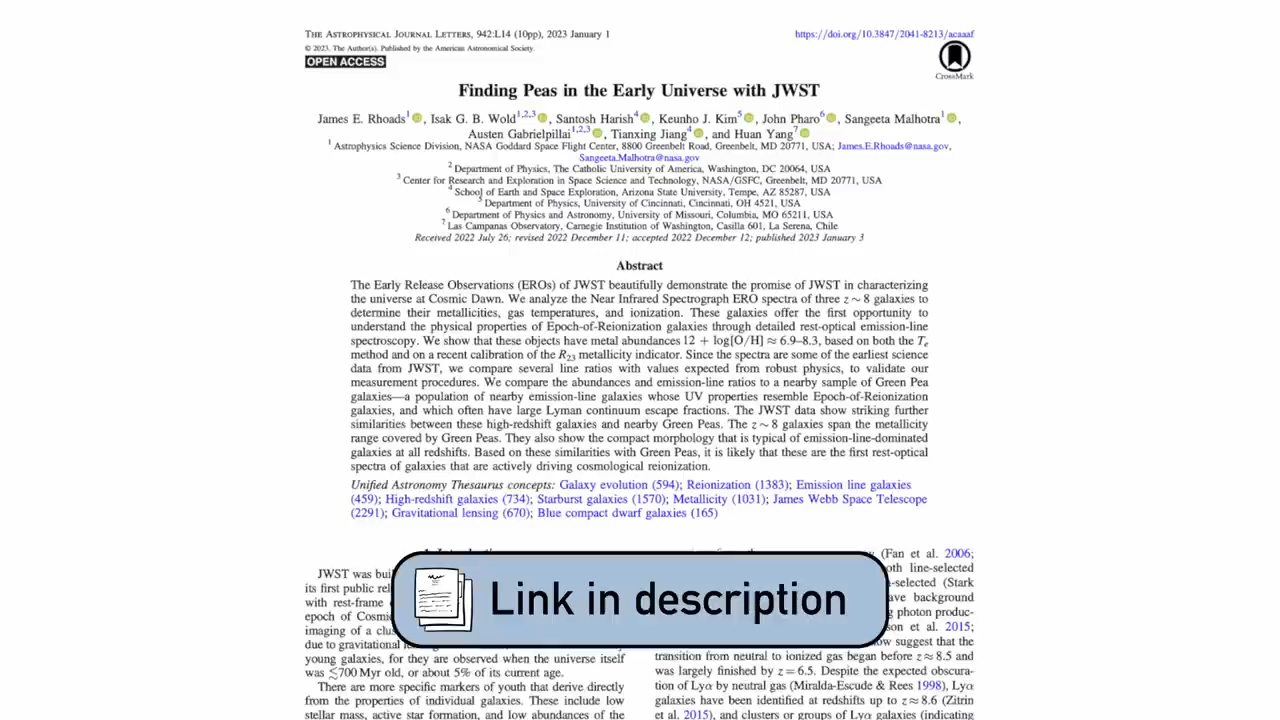 THE ASTROPHYSICAL JOURNAL LETTERS, 942:L14 (10pp), 2023 January 1
https://doi.org/10.3847/2041-8213/acaaaf
© 2023. The Author(s). Published by the American Astronomical Society.
OPEN ACCESS
CrossMark
Finding Peas in the Early Universe with JWST
James E. Rhoads1, Isak G. B. Wold1,2,3, Santosh Harish4, Keunho J. Kim5, John Pharo6, Sangeeta Malhotra1,
Austen Gabrielpillai1,2,3, Tianxing Jiang4, and Huan Yang7
1 Astrophysics Science Division, NASA Goddard Space Flight Center, 8800 Greenbelt Road, Greenbelt, MD 20771, USA; James.E.Rhoads@nasa.gov,
Sangeeta.Malhotra@nasa.gov
2 Department of Physics, The Catholic University of America, Washington, DC 20064, USA
3 Center for Research and Exploration in Space Science and Technology, NASA/GSFC, Greenbelt, MD 20771, USA
4 School of Earth and Space Exploration, Arizona State University, Tempe, AZ 85287, USA
5 Department of Physics, University of Cincinnati, Cincinnati, OH 4521, USA
6 Department of Physics and Astronomy, University of Missouri, Columbia, MO 65211, USA
7 Las Campanas Observatory, Carnegie Institution of Washington, Casilla 601, La Serena, Chile
Received 2022 July 26; revised 2022 December 11; accepted 2022 December 12; published 2023 January 3
Abstract
The Early Release Observations (EROs) of JWST beautifully demonstrate the promise of JWST in characterizing
the universe at Cosmic Dawn. We analyze the Near Infrared Spectrograph ERO spectra of three z ~ 8 galaxies to
determine their metallicities, gas temperatures, and ionization. These galaxies offer the first opportunity to
understand the physical properties of Epoch-of-Reionization galaxies through detailed rest-optical emission-line
spectroscopy. We show that these objects have metal abundances 12 + log[O/H] ≈ 6.9–8.3, based on both the Te
method and on a recent calibration of the R23 metallicity indicator. Since the spectra are some of the earliest science
data from JWST, we compare several line ratios with values expected from robust physics, to validate our
measurement procedures. We compare the abundances and emission-line ratios to a nearby sample of Green Pea
galaxies—a population of nearby emission-line galaxies whose UV properties resemble Epoch-of-Reionization
galaxies, and which often have large Lyman continuum escape fractions. The JWST data show striking further
similarities between these high-redshift galaxies and nearby Green Peas. The z ~ 8 galaxies span the metallicity
range covered by Green Peas. They also show the compact morphology that is typical of emission-line-dominated
galaxies at all redshifts. Based on these similarities with Green Peas, it is likely that these are the first rest-optical
spectra of galaxies that are actively driving cosmological reionization.
Unified Astronomy Thesaurus concepts: Galaxy evolution (594); Reionization (1383); Emission line galaxies
(459); High-redshift galaxies (734); Starburst galaxies (1570); Metallicity (1031); James Webb Space Telescope
(2291); Gravitational lensing (670); Blue compact dwarf galaxies (165)
JWST was
its first public
with rest-frame
epoch of
imaging of a
due to gravitational
young galaxies, for they are observed when the universe itself
was ≲700 Myr old, or about 5% of its current age.
There are more specific markers of youth that derive directly
from the properties of individual galaxies. These include low
stellar mass, active star formation, and low abundances of the
(Fan et al. 2006;
line-selected
-selected (Stark
background
photon produc-
et al. 2015;
suggest that the
transition from neutral to ionized gas began before z ≈ 8.5 and
was largely finished by z = 6.5. Despite the expected obscura-
tion of Lyα by neutral gas (Miralda-Escude & Rees 1998), Lyα
galaxies have been identified at redshifts up to z ≈ 8.6 (Zitrin
et al. 2015), and clusters or groups of Lyα galaxies (indicating
Link in description